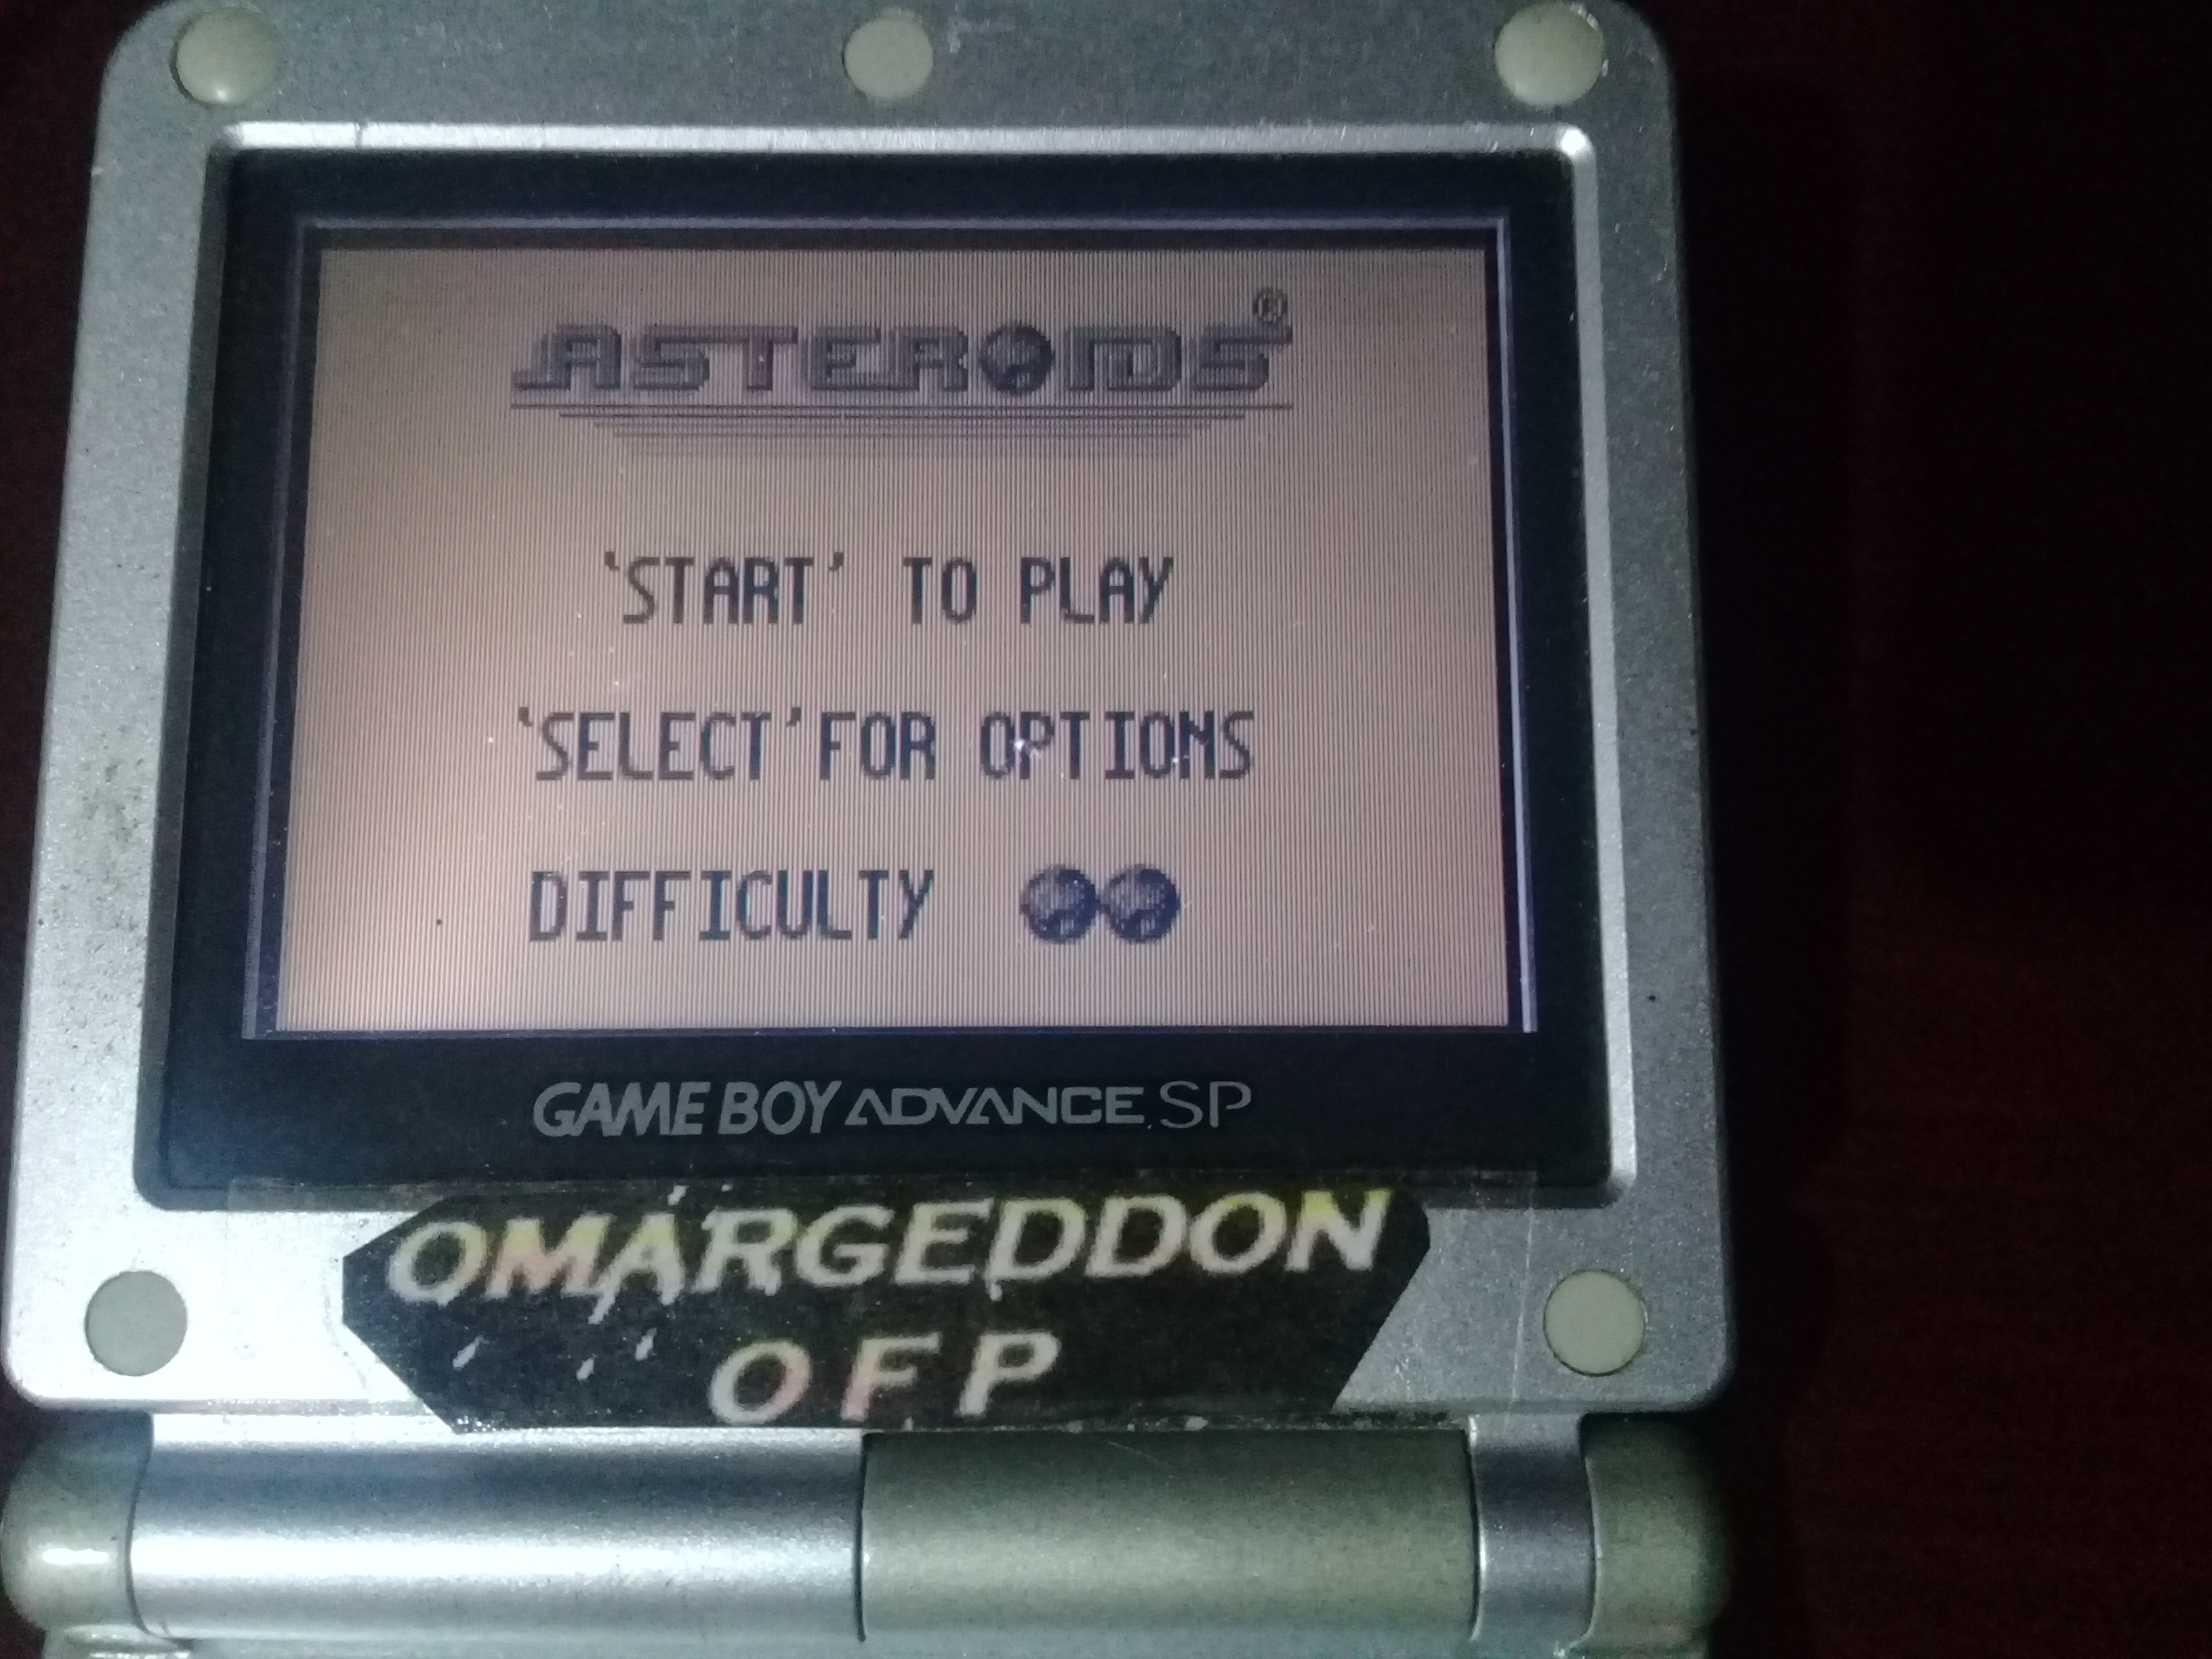 ASTEROIDS®
'START' TO PLAY
'SELECT' FOR OPTIONS
DIFFICULTY
GAME BOY ADVANCE SP
OMARGEDDON
OFP